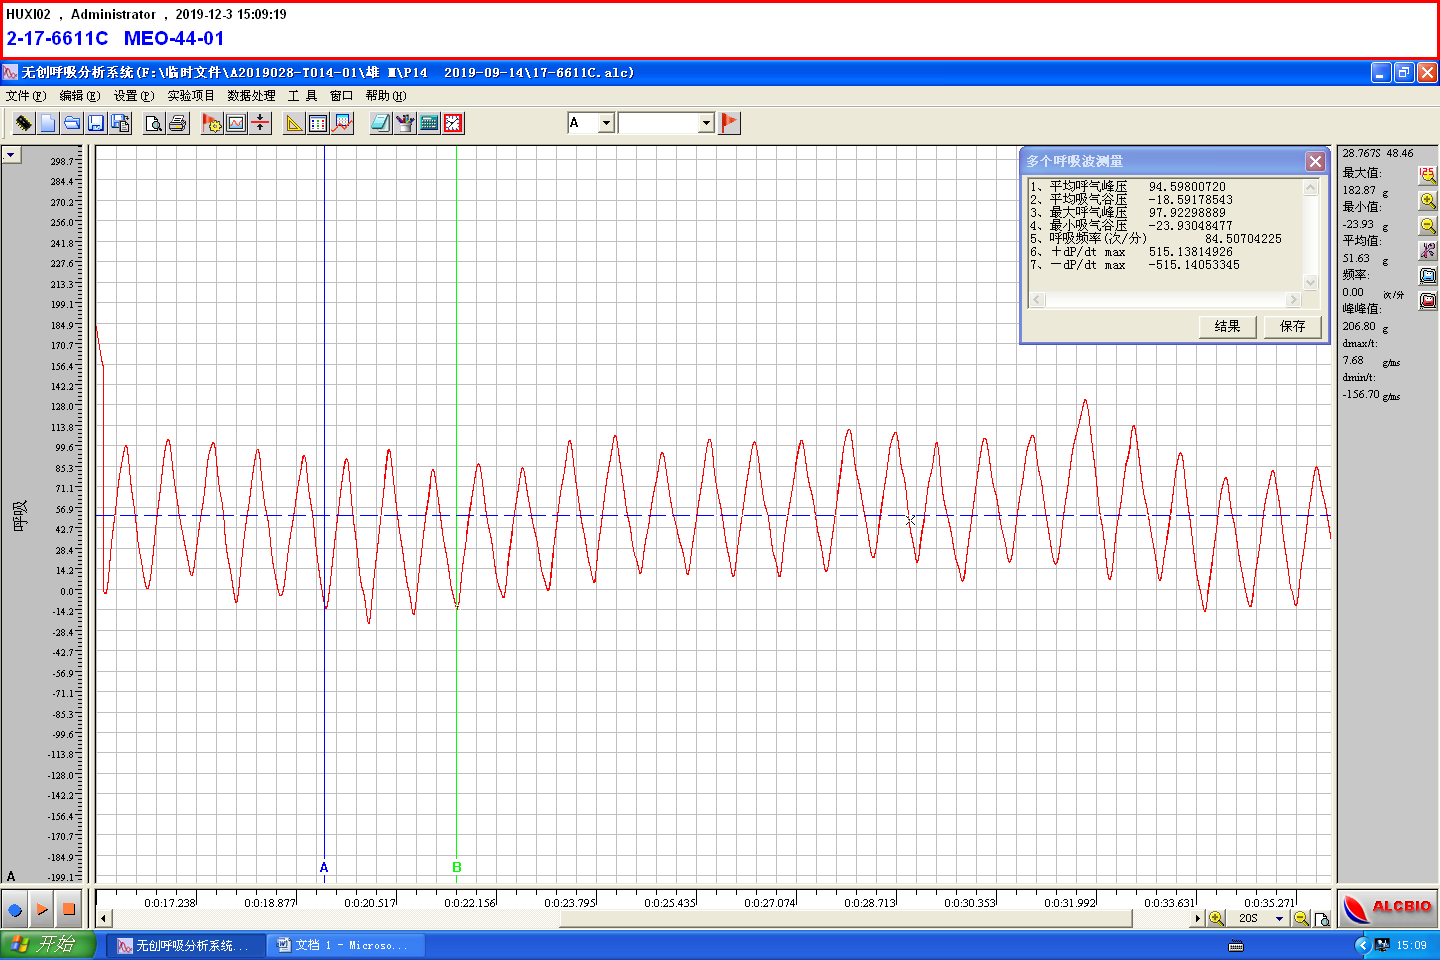 HUXI02 , Administrator , 2019-12-3 15:09:19
2-17-6611C MEO-44-01
无创呼吸分析系统(F:\临时文件\A2019028-T014-01\雄 M\P14 2019-09-14\17-6611C.alc)
文件(F) 编辑(E) 设置(P) 实验项目 数据处理 工 具 窗口 帮助(H)
A
298.7
284.4
270.2
256.0
241.8
227.6
213.3
199.1
184.9
170.7
156.4
142.2
128.0
113.8
99.6
85.3
71.1
56.9
42.7
28.4
14.2
0.0
-14.2
-28.4
-42.7
-56.9
-71.1
-85.3
-99.6
-113.8
-128.0
-142.2
-156.4
-170.7
-184.9
-199.1
呼吸
A
A
B
多个呼吸波测量
1、平均呼气峰压 94.59800720
2、平均吸气谷压 -18.59178543
3、最大呼气峰压 97.92298889
4、最小吸气谷压 -23.93048477
5、呼吸频率(次/分) 84.50704225
6、＋dP/dt max 515.13814926
7、－dP/dt max -515.14053345
结果 保存
28.767S 48.46
最大值:
182.87 g
最小值:
-23.93 g
平均值:
51.63 g
频率:
0.00 次/分
峰峰值:
206.80 g
dmax/t:
7.68 g/ms
dmin/t:
-156.70 g/ms
125
0:0:17.238 0:0:18.877 0:0:20.517 0:0:22.156 0:0:23.795 0:0:25.435 0:0:27.074 0:0:28.713 0:0:30.353 0:0:31.992 0:0:33.631 0:0:35.271
20S
ALCBIO
开始 无创呼吸分析系统... 文档 1 - Microso... 15:09